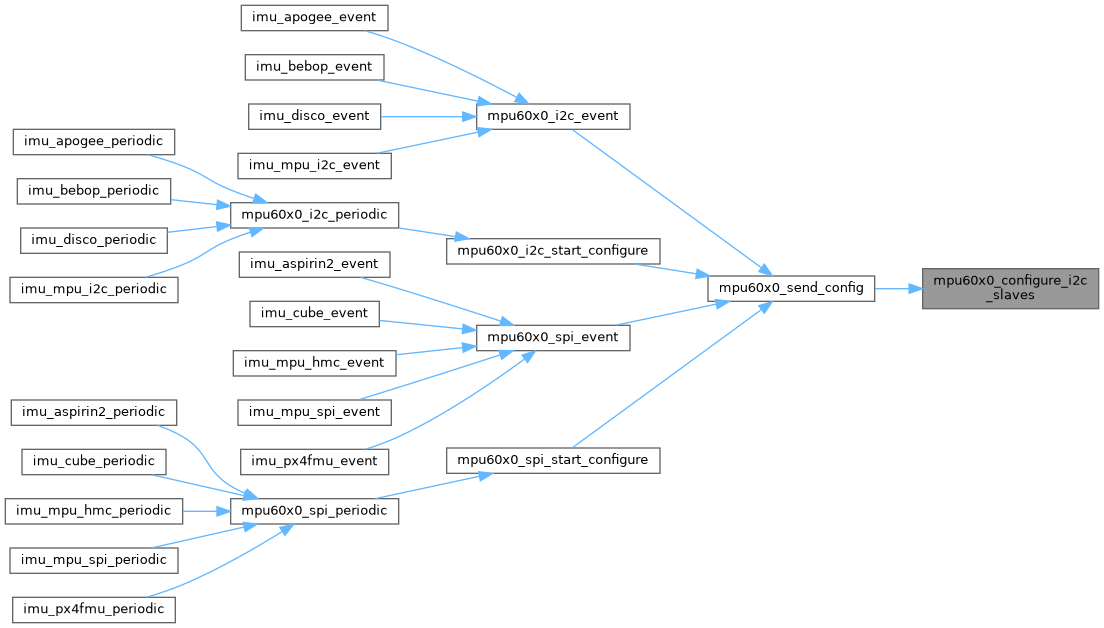 imu_apogee_event
imu_bebop_event
imu_disco_event
mpu60x0_i2c_event
imu_apogee_periodic
imu_mpu_i2c_event
imu_bebop_periodic
mpu60x0_i2c_periodic
imu_disco_periodic
mpu60x0_i2c_start_configure
imu_aspirin2_event
imu_mpu_i2c_periodic
mpu60x0_send_config
mpu60x0_configure_i2c
_slaves
imu_cube_event
mpu60x0_spi_event
imu_mpu_hmc_event
imu_aspirin2_periodic
imu_mpu_spi_event
imu_cube_periodic
imu_px4fmu_event
mpu60x0_spi_start_configure
imu_mpu_hmc_periodic
mpu60x0_spi_periodic
imu_mpu_spi_periodic
imu_px4fmu_periodic